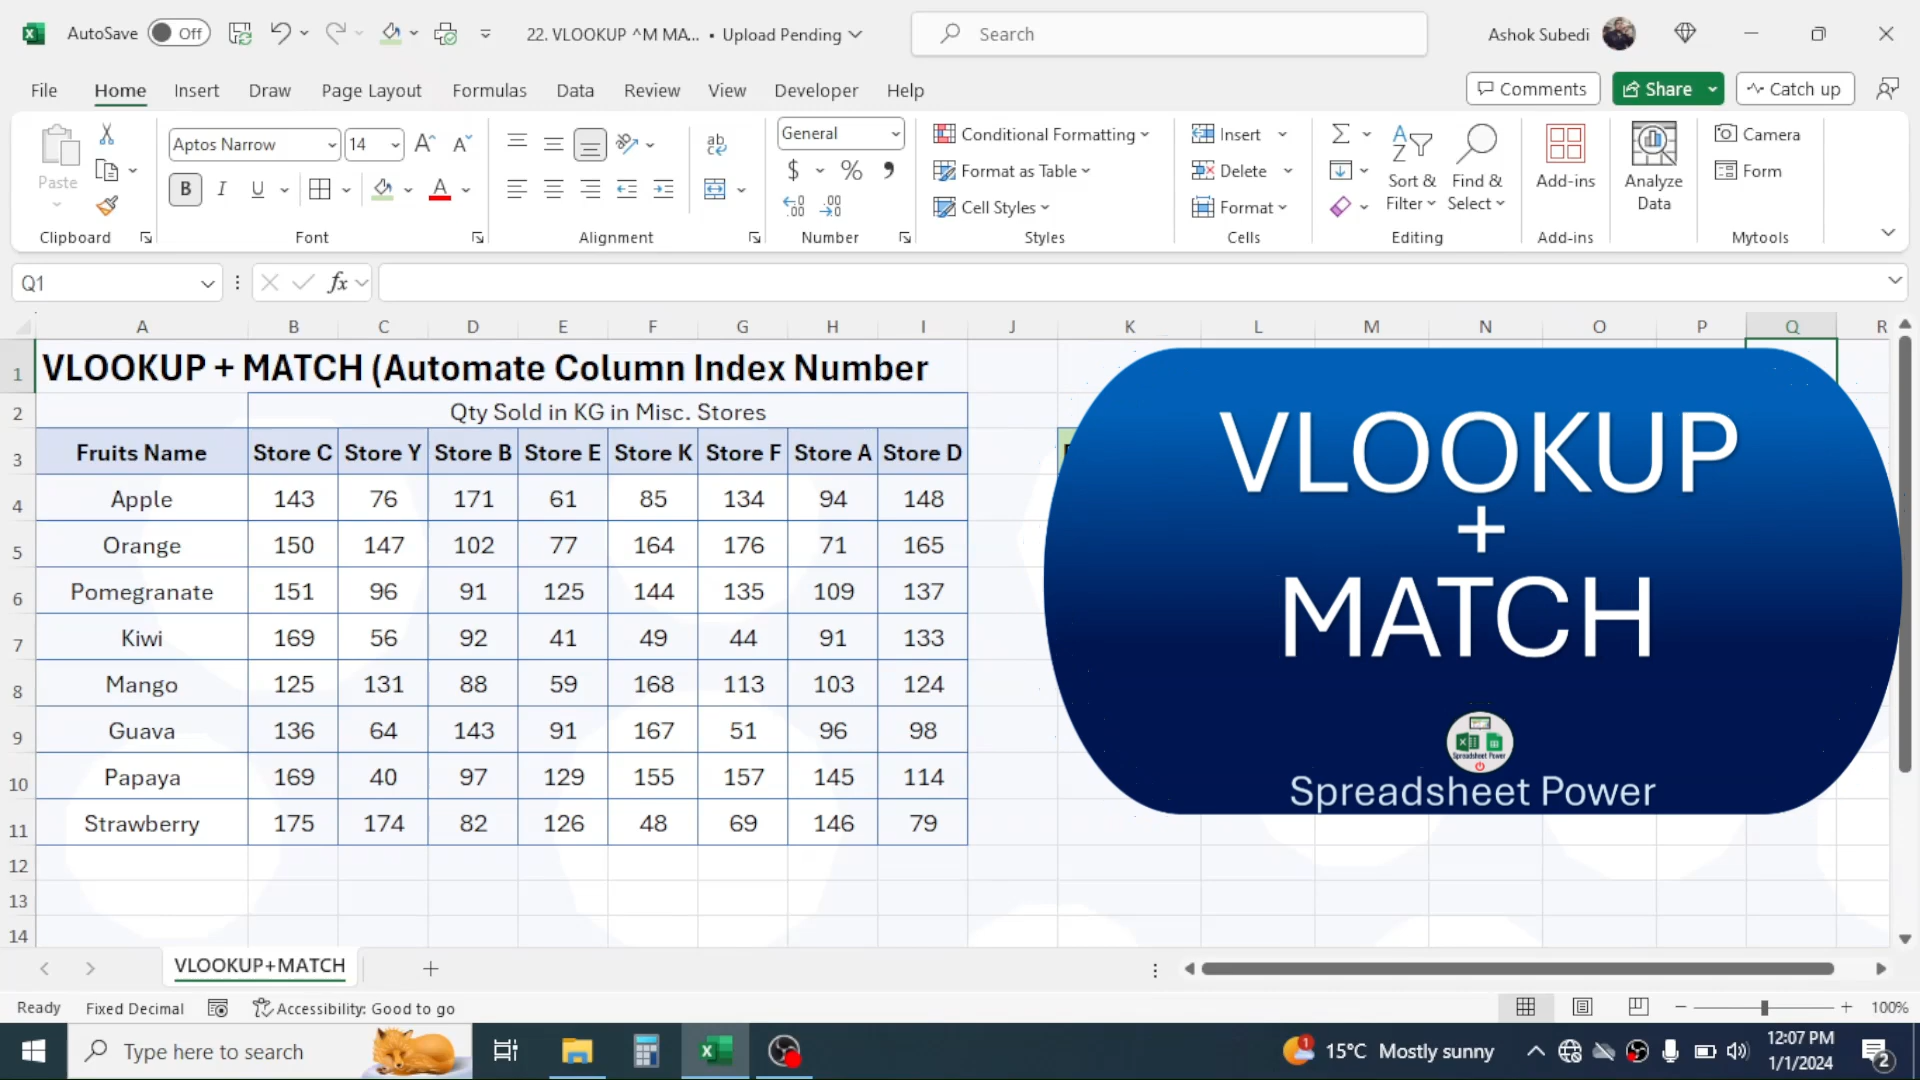 AutoSave Off 22. VLOOKUP ^M MA... • Upload Pending Search Ashok Subedi
File Home Insert Draw Page Layout Formulas Data Review View Developer Help Comments Share Catch up
Paste
Clipboard
Aptos Narrow 14
B I U A
Font
ab
Alignment
General
$ % 9
Number
Conditional Formatting
Format as Table
Cell Styles
Styles
Insert
Delete
Format
Cells
Sort &
Filter
Find &
Select
Editing
Add-ins
Add-ins
Analyze
Data
Camera
Form
Mytools
Q1 fx
A B C D E F G H I J K L M N O P Q R
1 VLOOKUP + MATCH (Automate Column Index Number
2 Qty Sold in KG in Misc. Stores
3 Fruits Name Store C Store Y Store B Store E Store K Store F Store A Store D
4 Apple 143 76 171 61 85 134 94 148
5 Orange 150 147 102 77 164 176 71 165
6 Pomegranate 151 96 91 125 144 135 109 137
7 Kiwi 169 56 92 41 49 44 91 133
8 Mango 125 131 88 59 168 113 103 124
9 Guava 136 64 143 91 167 51 96 98
10 Papaya 169 40 97 129 155 157 145 114
11 Strawberry 175 174 82 126 48 69 146 79
12
13
14
VLOOKUP
+
MATCH
Spreadsheet Power
Spreadsheet Power
VLOOKUP+MATCH
Ready Fixed Decimal Accessibility: Good to go 100%
Type here to search 1 15°C Mostly sunny 12:07 PM
1/1/2024 2